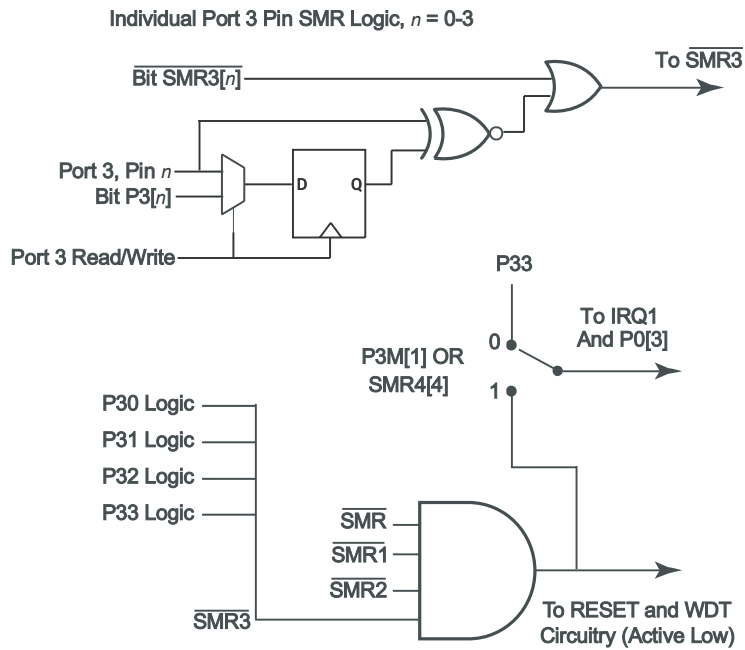 Individual Port 3 Pin SMR Logic, n = 0-3
Bit SMR3[n]
To SMR3
Port 3, Pin n
Bit P3[n]
D
Q
Port 3 Read/Write
P33
0
To IRQ1
And P0[3]
P3M[1] OR
SMR4[4]
1
P30 Logic
P31 Logic
P32 Logic
P33 Logic
SMR
SMR1
SMR2
SMR3
To RESET and WDT
Circuitry (Active Low)